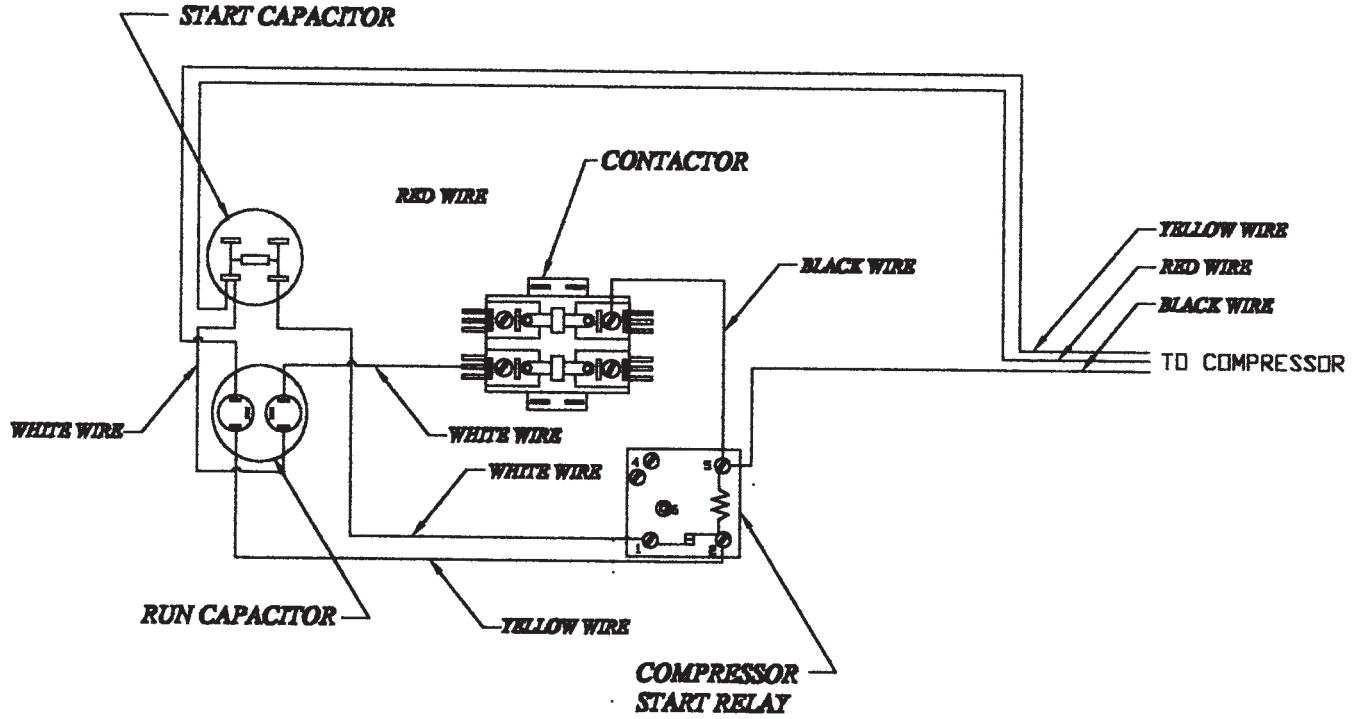 START CAPACITOR
CONTACTOR
RED WIRE
YELLOW WIRE
BLACK WIRE
RED WIRE
BLACK WIRE
TO COMPRESSOR
WHITE WIRE
WHITE WIRE
WHITE WIRE
4
5
6
1
2
RUN CAPACITOR
YELLOW WIRE
COMPRESSOR
START RELAY